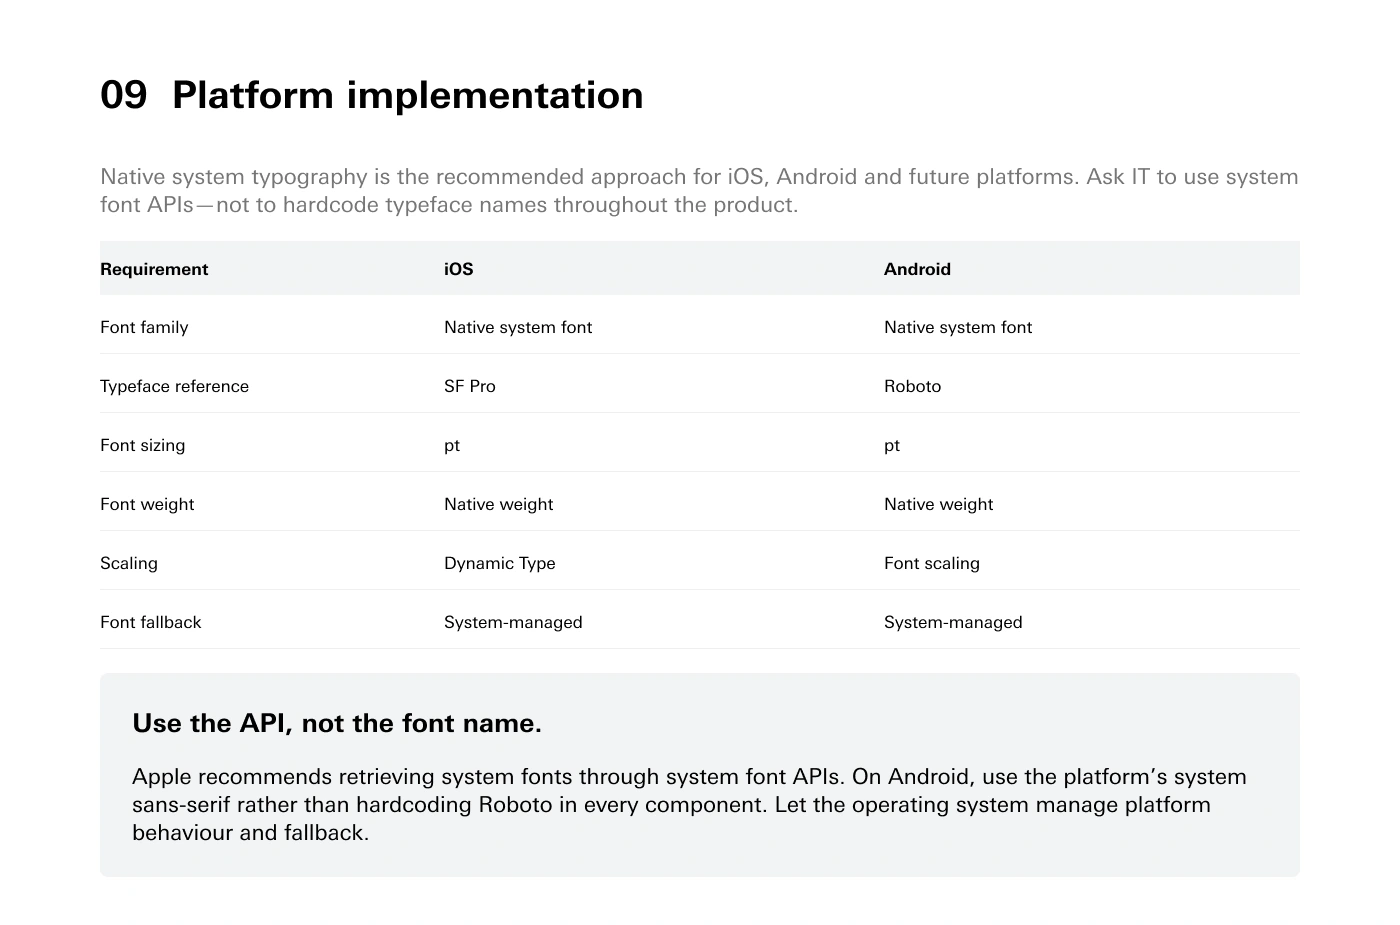 09 Platform implementation
Native system typography is the recommended approach for iOS, Android and future platforms. Ask IT to use system
font APIs—not to hardcode typeface names throughout the product.
Requirement iOS Android
Font family Native system font Native system font
Typeface reference SF Pro Roboto
Font sizing pt pt
Font weight Native weight Native weight
Scaling Dynamic Type Font scaling
Font fallback System-managed System-managed
Use the API, not the font name.
Apple recommends retrieving system fonts through system font APIs. On Android, use the platform’s system
sans-serif rather than hardcoding Roboto in every component. Let the operating system manage platform
behaviour and fallback.